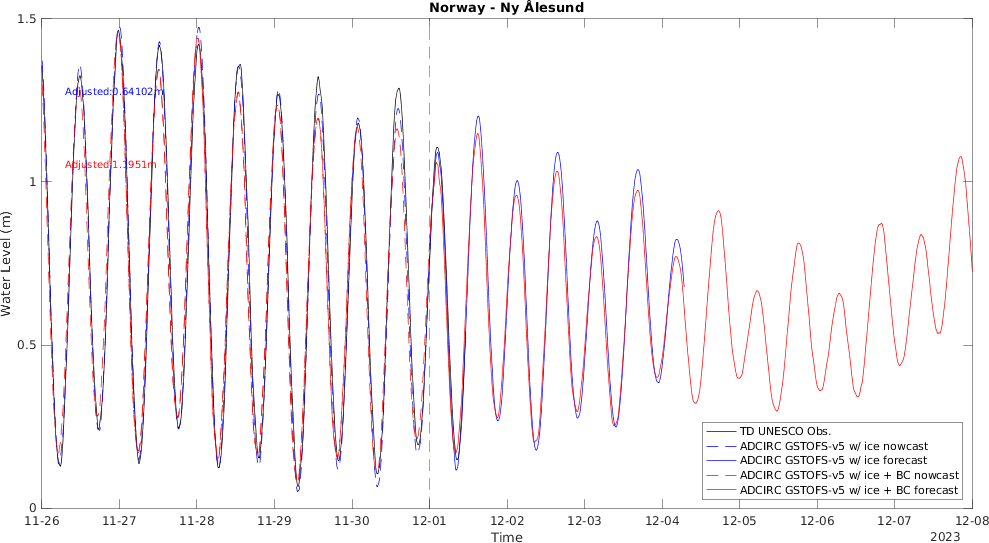 Norway - Ny Ålesund
1.5
1
0.5
0
Water Level (m)
Adjusted:0.64102m
Adjusted:1.1951m
TD UNESCO Obs.
ADCIRC GSTOFS-v5 w/ ice nowcast
ADCIRC GSTOFS-v5 w/ ice forecast
ADCIRC GSTOFS-v5 w/ ice + BC nowcast
ADCIRC GSTOFS-v5 w/ ice + BC forecast
11-26 11-27 11-28 11-29 11-30 12-01 12-02 12-03 12-04 12-05 12-06 12-07 12-08
Time
2023